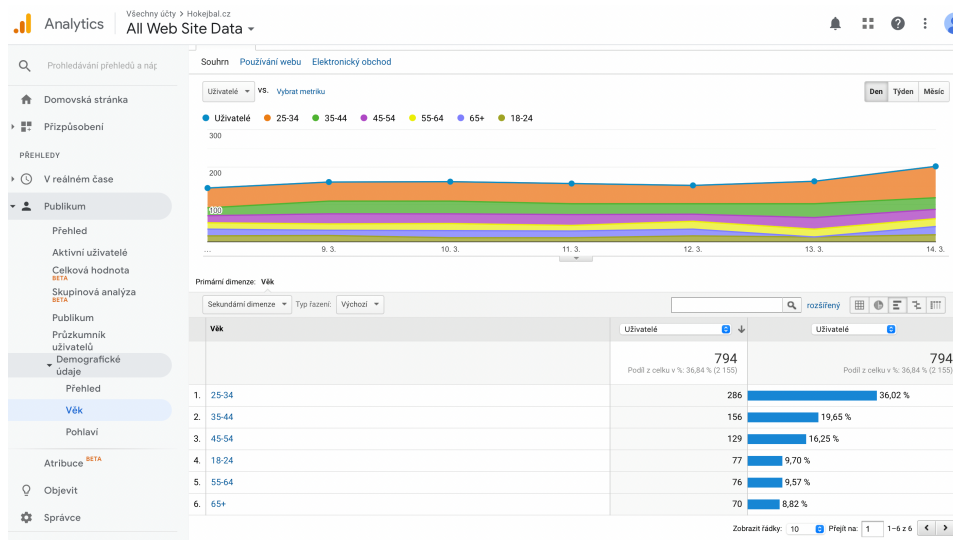 Analytics
Všechny účty > Hokejbal.cz
All Web Site Data
Prohledávání přehledů a náp
Domovská stránka
Přizpůsobení
PŘEHLEDY
V reálném čase
Publikum
Přehled
Aktivní uživatelé
Celková hodnota
BETA
Skupinová analýza
BETA
Publikum
Průzkumník
uživatelů
Demografické
údaje
Přehled
Věk
Pohlaví
Atribuce BETA
Objevit
Správce
Souhrn Používání webu Elektronický obchod
Uživatelé vs. Vybrat metriku
Den Týden Měsíc
Uživatelé 25-34 35-44 45-54 55-64 65+ 18-24
300
200
100
... 9. 3. 10. 3. 11. 3. 12. 3. 13. 3. 14. 3.
Primární dimenze: Věk
Sekundární dimenze Typ řazení: Výchozí
rozšířený
Věk Uživatelé Uživatelé
794 794
Podíl z celku v %: 36,84 % (2 155) Podíl z celku v %: 36,84 % (2 155)
1. 25-34 286 36,02 %
2. 35-44 156 19,65 %
3. 45-54 129 16,25 %
4. 18-24 77 9,70 %
5. 55-64 76 9,57 %
6. 65+ 70 8,82 %
Zobrazit řádky: 10 Přejít na: 1 1–6 z 6